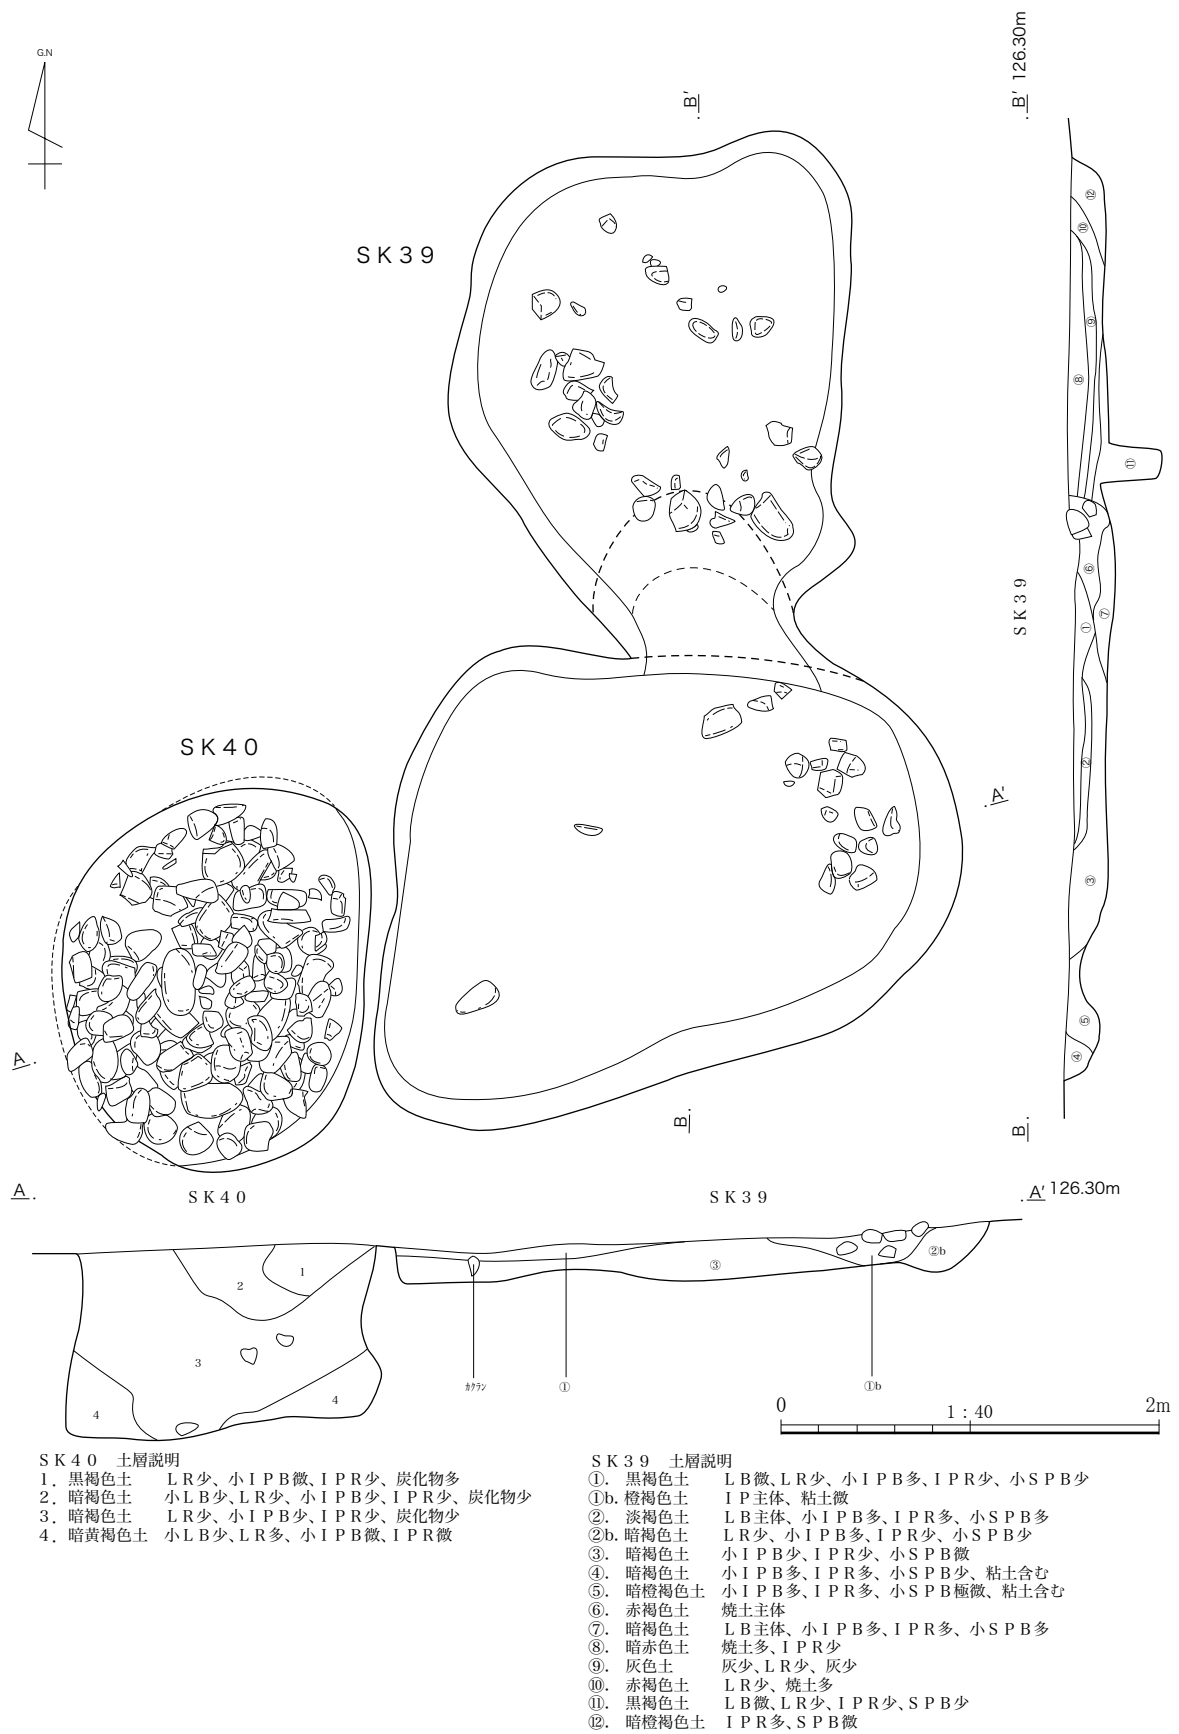 G.N
B′
B′ 126.30m
ＳＫ３９
⑫
⑩
⑨
⑧
⑪
ＳＫ３９
⑥
⑦
①
②
③
⑤
④
ＳＫ４０
A′
A
B
B
A
ＳＫ４０
ＳＫ３９
A′ 126.30m
1
2
3
4
4
③
②b
ｶｸﾗﾝ
①
①b
0
1：40
2m
ＳＫ４０　土層説明
1．黒褐色土　ＬＲ少、小ＩＰＢ微、ＩＰＲ少、炭化物多
2．暗褐色土　小ＬＢ少、ＬＲ少、小ＩＰＢ少、ＩＰＲ少、炭化物少
3．暗褐色土　ＬＲ少、小ＩＰＢ少、ＩＰＲ少、炭化物少
4．暗黄褐色土　小ＬＢ少、ＬＲ多、小ＩＰＢ微、ＩＰＲ微
ＳＫ３９　土層説明
①．黒褐色土　ＬＢ微、ＬＲ少、小ＩＰＢ多、ＩＰＲ少、小ＳＰＢ少
①b. 橙褐色土　ＩＰ主体、粘土微
②．淡褐色土　ＬＢ主体、小ＩＰＢ多、ＩＰＲ多、小ＳＰＢ多
②b. 暗褐色土　ＬＲ少、小ＩＰＢ多、ＩＰＲ少、小ＳＰＢ少
③．暗褐色土　小ＩＰＢ少、ＩＰＲ少、小ＳＰＢ微
④．暗褐色土　小ＩＰＢ多、ＩＰＲ多、小ＳＰＢ少、粘土含む
⑤．暗橙褐色土　小ＩＰＢ多、ＩＰＲ多、小ＳＰＢ極微、粘土含む
⑥．赤褐色土　焼土主体
⑦．暗褐色土　ＬＢ主体、小ＩＰＢ多、ＩＰＲ多、小ＳＰＢ多
⑧．暗赤色土　焼土多、ＩＰＲ少
⑨．灰色土　灰少、ＬＲ少、灰少
⑩．赤褐色土　ＬＲ少、焼土多
⑪．黒褐色土　ＬＢ微、ＬＲ少、ＩＰＲ少、ＳＰＢ少
⑫．暗橙褐色土　ＩＰＲ多、ＳＰＢ微